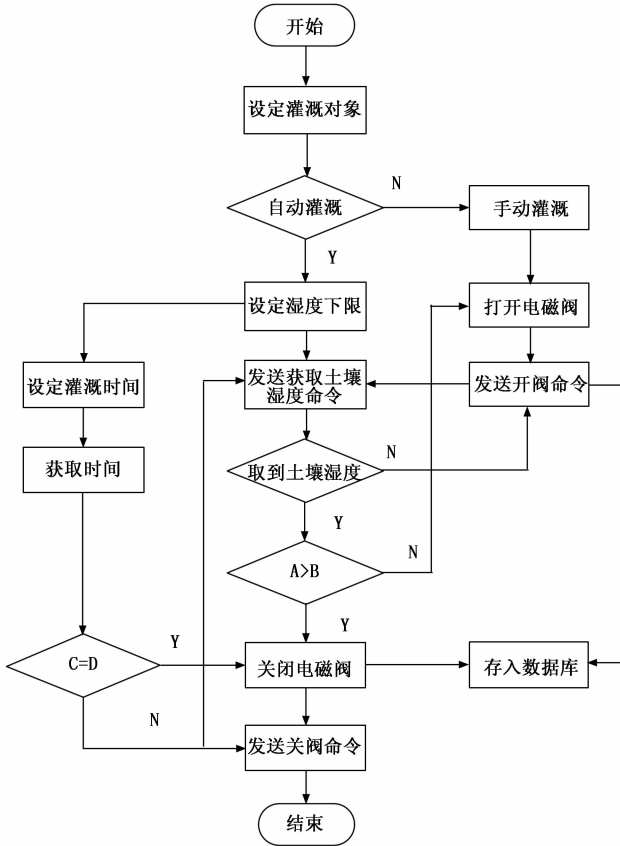 开始
设定灌溉对象
自动灌溉
N
手动灌溉
Y
设定湿度下限
打开电磁阀
设定灌溉时间
发送获取土壤
湿度命令
发送开阀命令
获取时间
取到土壤湿度
N
Y
A>B
N
Y
C=D
Y
关闭电磁阀
存入数据库
N
发送关阀命令
结束